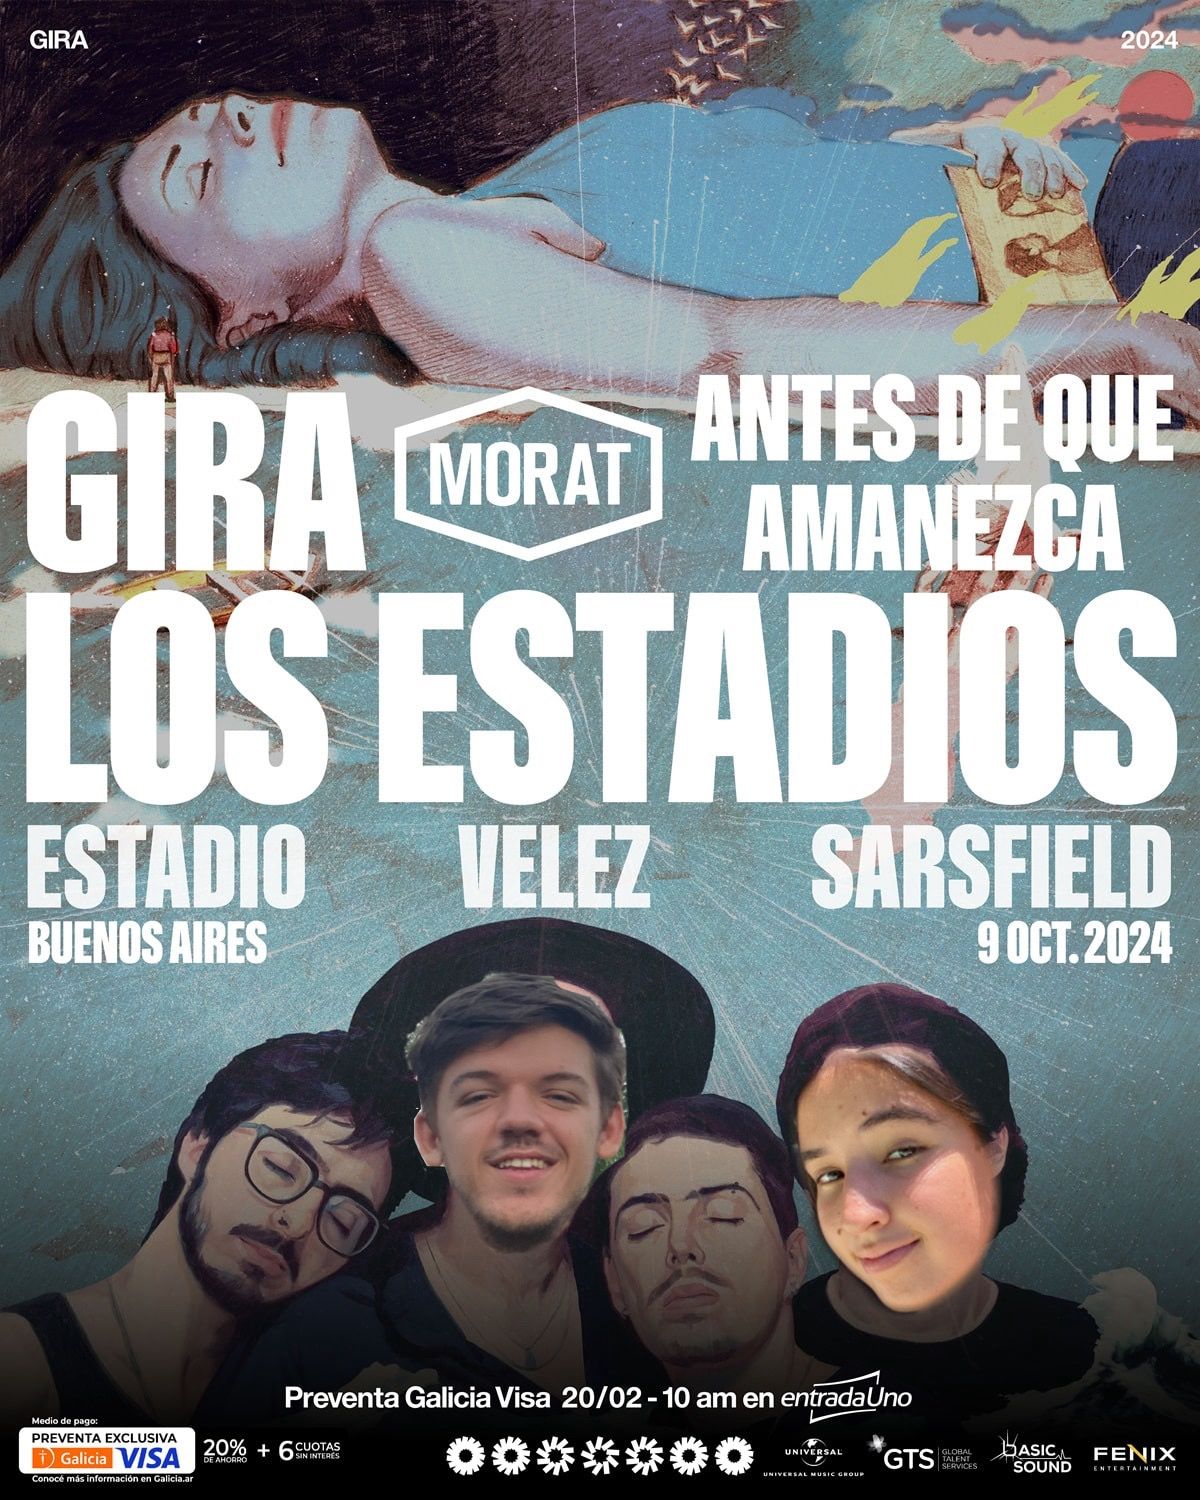 GIRA
2024
GIRA
MORAT
ANTES DE QUE
AMANEZCA
LOS ESTADIOS
ESTADIO VELEZ SARSFIELD
BUENOS AIRES
9 OCT. 2024
Preventa Galicia Visa 20/02 - 10 am en entradaUno
Medio de pago:
PREVENTA EXCLUSIVA
Galicia VISA
Conocé más información en Galicia.ar
20%
DE AHORRO
+ 6 CUOTAS
SIN INTERÉS
UNIVERSAL
UNIVERSAL MUSIC GROUP
GTS GLOBAL
TALENT
SERVICES
BASIC
SOUND
FENIX
ENTERTAINMENT